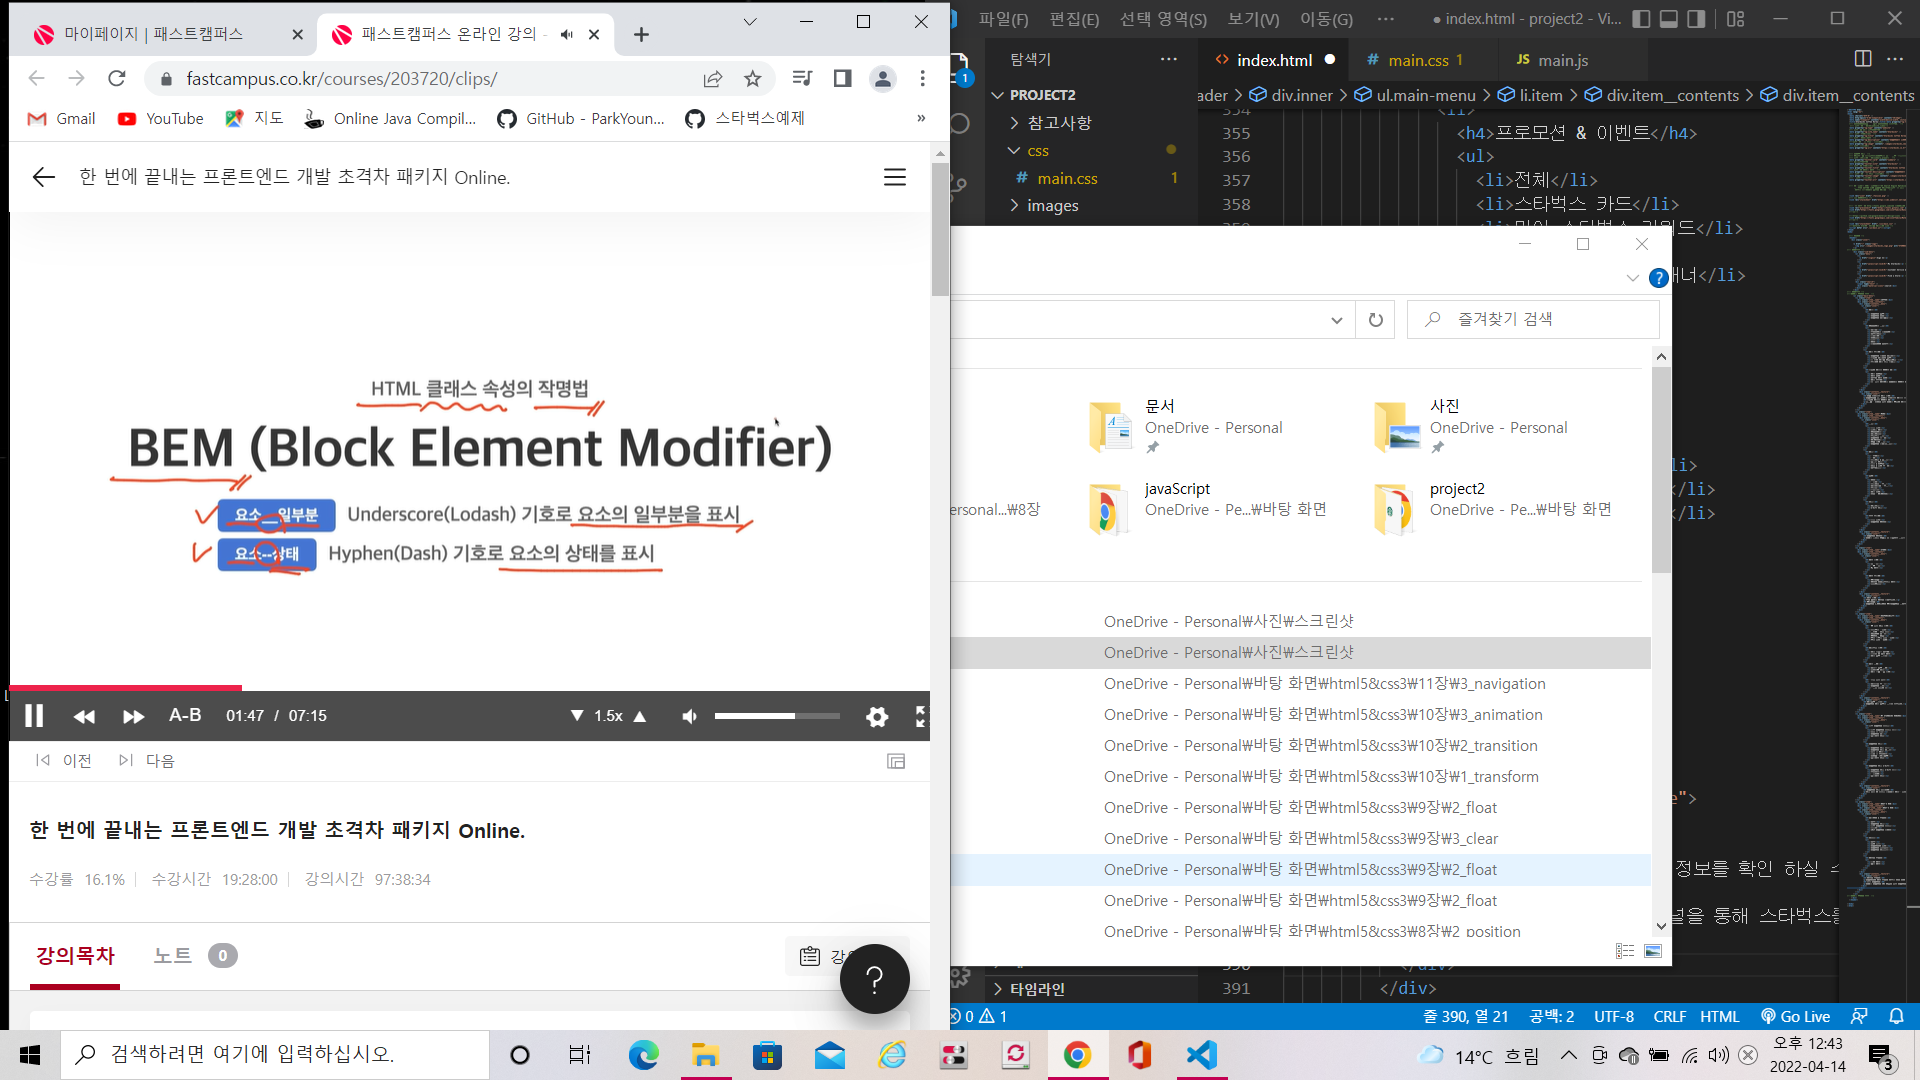 마이페이지 | 패스트캠퍼스
패스트캠퍼스 온라인 강의 -
fastcampus.co.kr/courses/203720/clips/
Gmail
YouTube
지도
Online Java Compil...
GitHub - ParkYoun...
스타벅스예제
»
한 번에 끝내는 프론트엔드 개발 초격차 패키지 Online.
HTML 클래스 속성의 작명법
BEM (Block Element Modifier)
요소__일부분 Underscore(Lodash) 기호로 요소의 일부분을 표시
요소--상태 Hyphen(Dash) 기호로 요소의 상태를 표시
A-B
01:47 / 07:15
▼ 1.5x ▲
이전
다음
한 번에 끝내는 프론트엔드 개발 초격차 패키지 Online.
수강률 16.1% | 수강시간 19:28:00 | 강의시간 97:38:34
강의목차
노트 0
?
파일(F) 편집(E) 선택 영역(S) 보기(V) 이동(G) ···
● index.html - project2 - Vi...
1
탐색기
PROJECT2
참고사항
css
# main.css 1
images
타임라인
<> index.html ●
# main.css 1
JS main.js
ader > div.inner > ul.main-menu > li.item > div.item__contents > div.item__contents
354 <li>
355 <h4>프로모션 & 이벤트</h4>
356 <ul>
357 <li>전체</li>
358 <li>스타벅스 카드</li>
드</li>
너</li>
li>
</li>
</li>
e">
정보를 확인 하실
을 통해 스타벅스를
390 </div>
391 </div>
즐겨찾기 검색
문서
OneDrive - Personal
사진
OneDrive - Personal
ersonal...₩8장
javaScript
OneDrive - Pe...₩바탕 화면
project2
OneDrive - Pe...₩바탕 화면
OneDrive - Personal₩사진₩스크린샷
OneDrive - Personal₩사진₩스크린샷
OneDrive - Personal₩바탕 화면₩html5&css3₩11장₩3_navigation
OneDrive - Personal₩바탕 화면₩html5&css3₩10장₩3_animation
OneDrive - Personal₩바탕 화면₩html5&css3₩10장₩2_transition
OneDrive - Personal₩바탕 화면₩html5&css3₩10장₩1_transform
OneDrive - Personal₩바탕 화면₩html5&css3₩9장₩2_float
OneDrive - Personal₩바탕 화면₩html5&css3₩9장₩3_clear
OneDrive - Personal₩바탕 화면₩html5&css3₩9장₩2_float
OneDrive - Personal₩바탕 화면₩html5&css3₩9장₩2_float
OneDrive - Personal₩바탕 화면₩html5&css3₩8장₩2_position
0 1
줄 390, 열 21 공백: 2 UTF-8 CRLF HTML Go Live
검색하려면 여기에 입력하십시오.
14°C 흐림
오후 12:43
2022-04-14
3